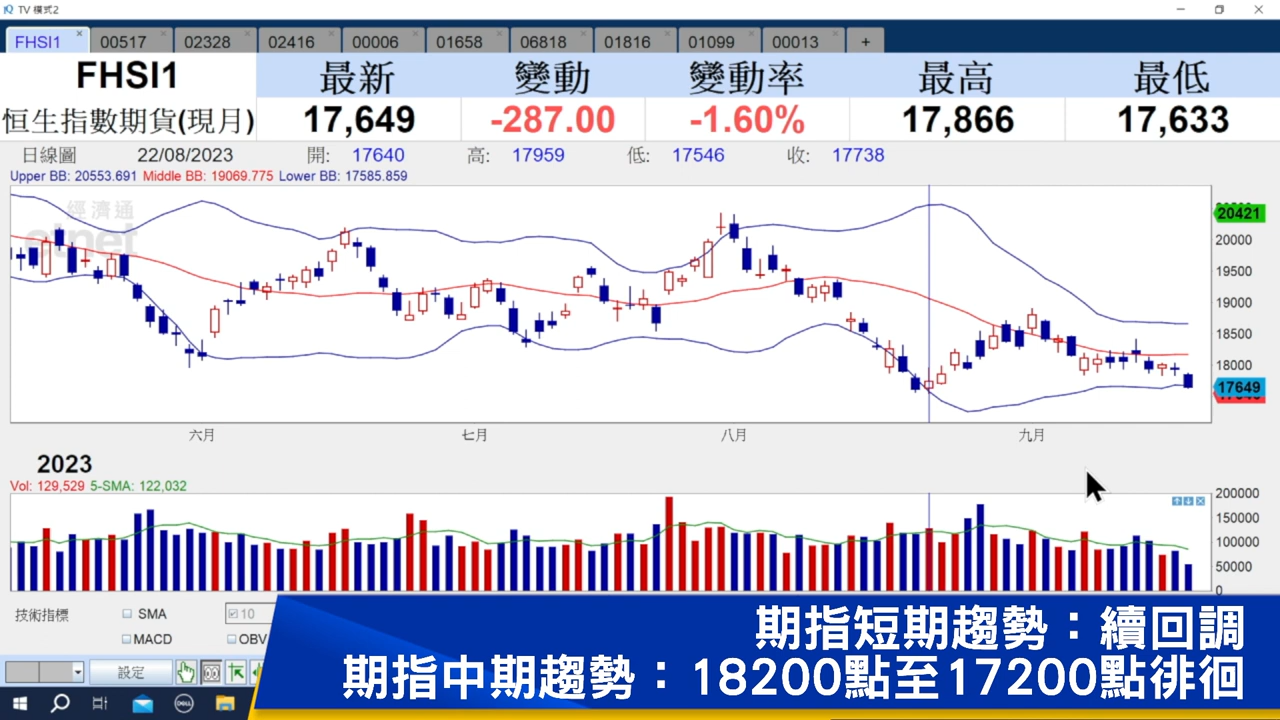 TV 模式2
FHSI1 00517 02328 02416 00006 01658 06818 01816 01099 00013 +
FHSI1 最新 變動 變動率 最高 最低
恒生指數期貨(現月) 17,649 -287.00 -1.60% 17,866 17,633
日線圖 22/08/2023 開: 17640 高: 17959 低: 17546 收: 17738
Upper BB: 20553.691 Middle BB: 19069.775 Lower BB: 17585.859
經濟通
etnet
20421
20000
19500
19000
18500
18000
17649
六月 七月 八月 九月
2023
Vol: 129,529 5-SMA: 122,032
200000
150000
100000
50000
0
技術指標 SMA 10
MACD OBV
設定
期指短期趨勢：續回調
期指中期趨勢：18200點至17200點徘徊
DELL